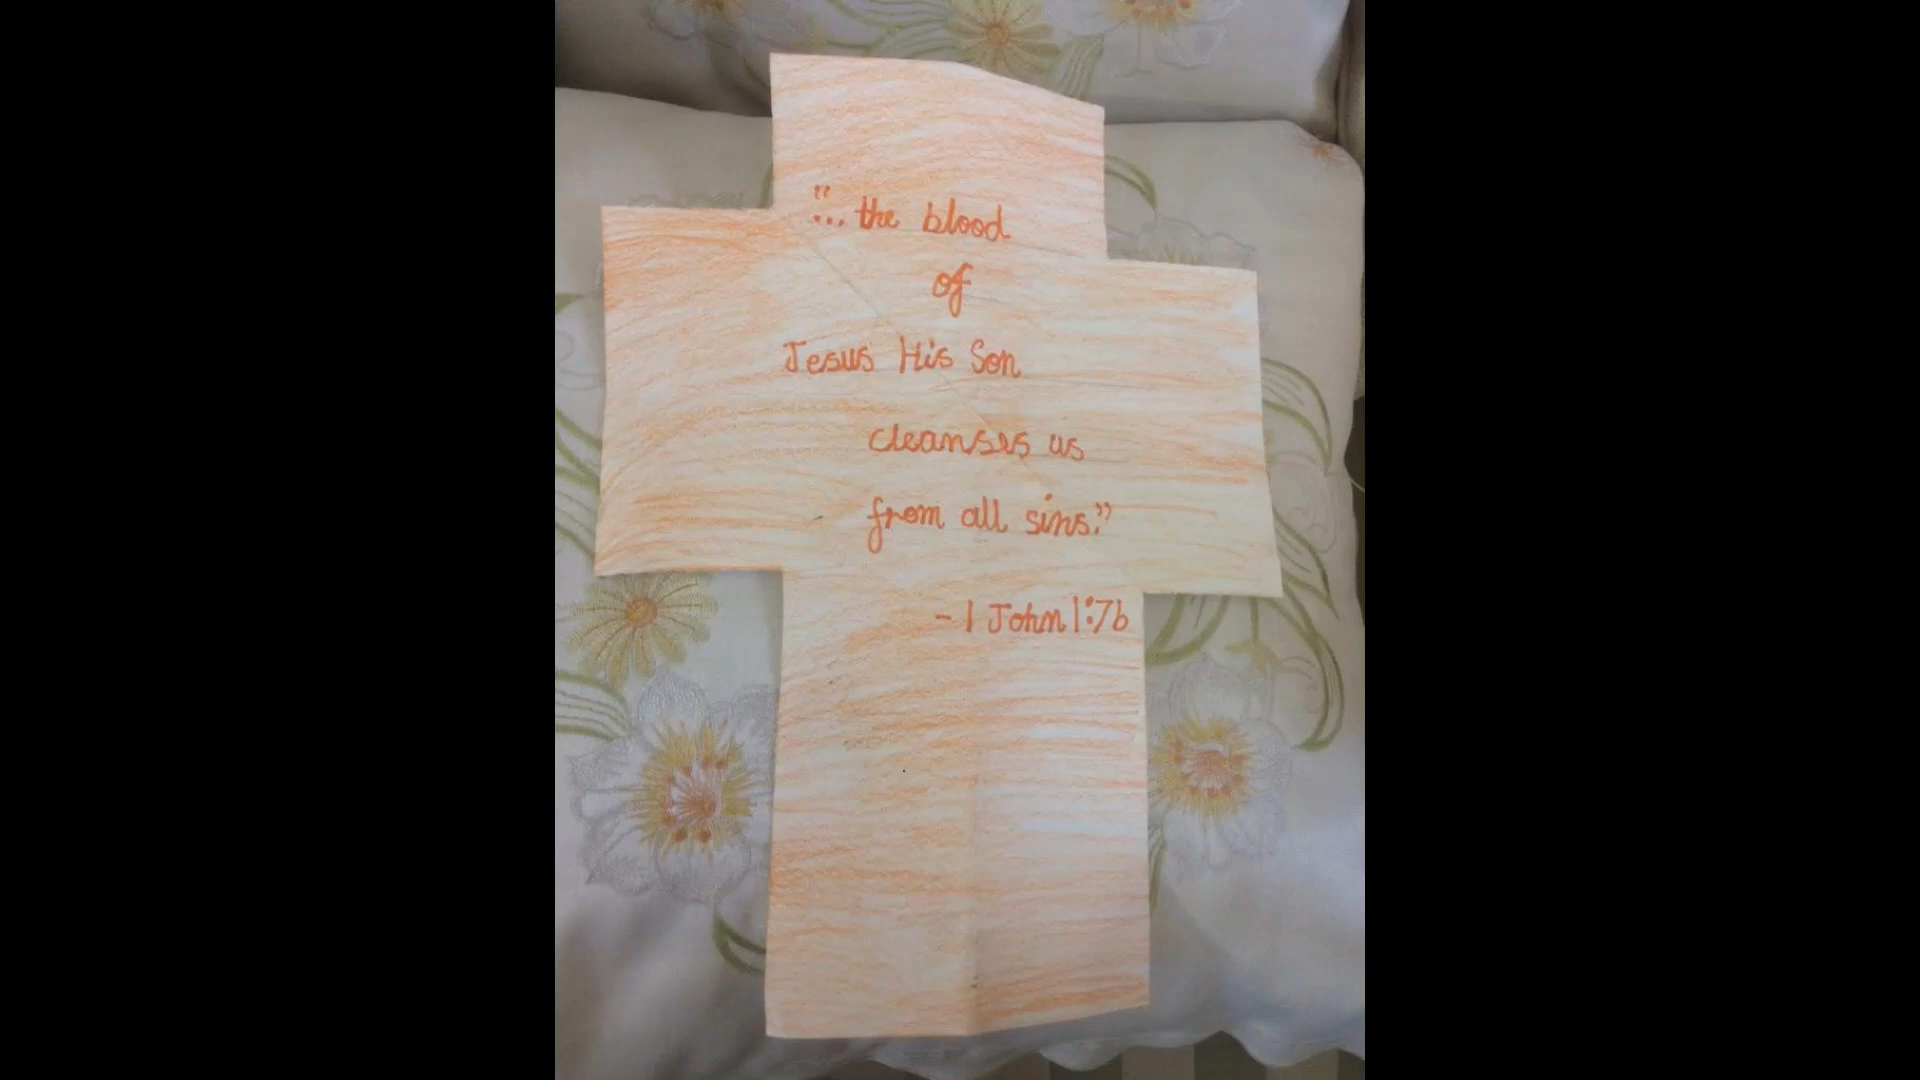 "... the blood
of
Jesus His Son
cleanses us
from all sins."
- 1 John 1:7b